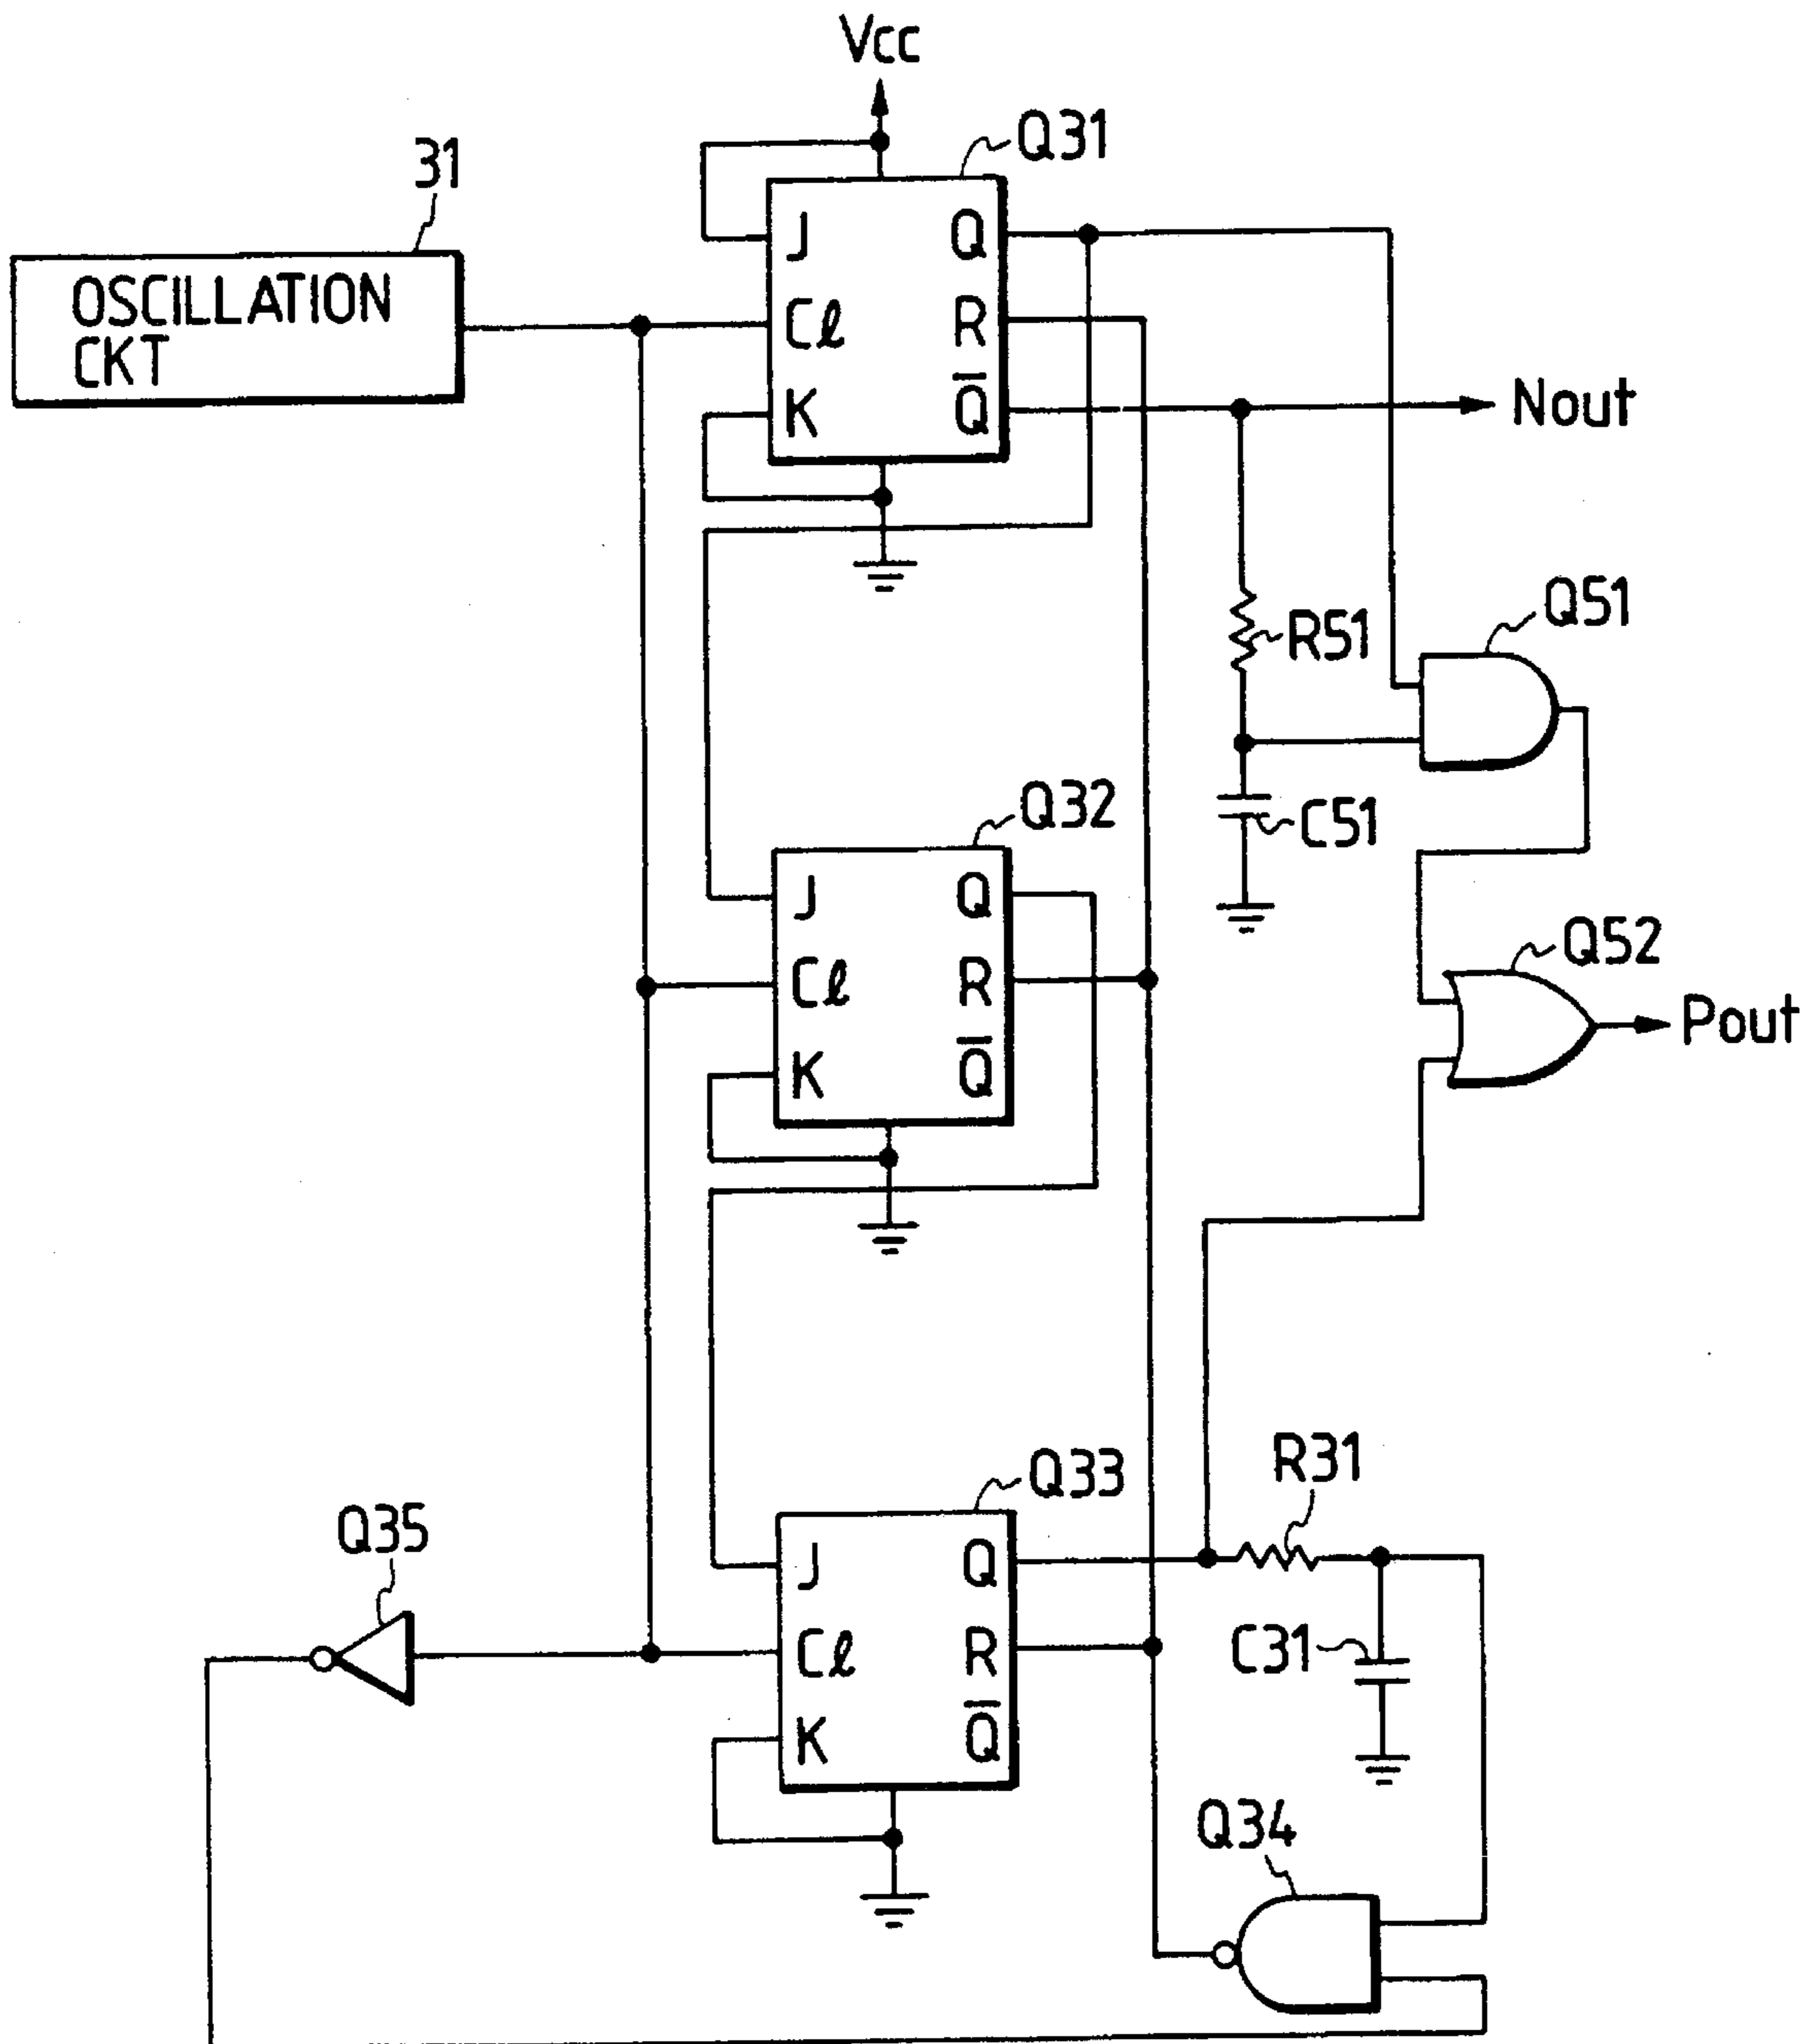 Vcc
Q31
31
OSCILLATION
CKT
J
Q
Cl
R
K
Q̅
Nout
R51
Q51
C51
Q32
J
Q
Cl
R
K
Q̅
Q52
Pout
R31
Q33
Q35
J
Q
Cl
R
C31
K
Q̅
Q34